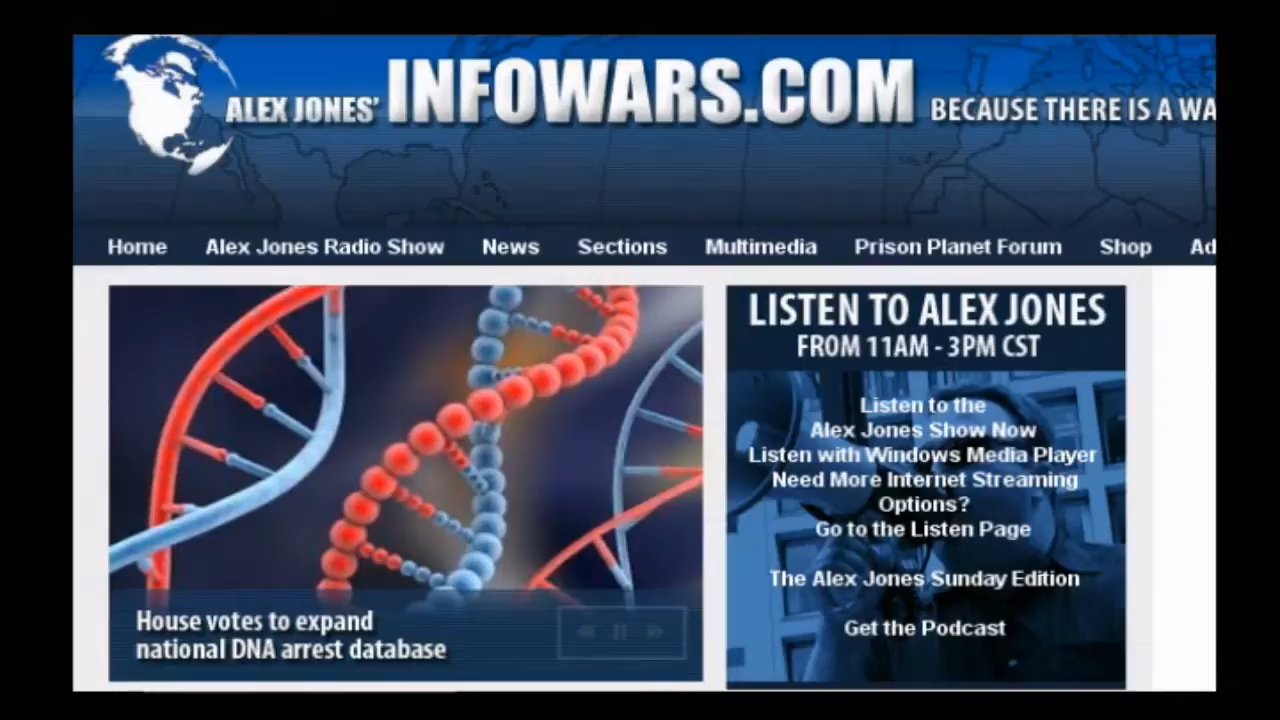 ALEX JONES' INFOWARS.COM BECAUSE THERE IS A WA
Home Alex Jones Radio Show News Sections Multimedia Prison Planet Forum Shop Ad
LISTEN TO ALEX JONES
FROM 11AM - 3PM CST
Listen to the
Alex Jones Show Now
Listen with Windows Media Player
Need More Internet Streaming
Options?
Go to the Listen Page
The Alex Jones Sunday Edition
Get the Podcast
House votes to expand
national DNA arrest database